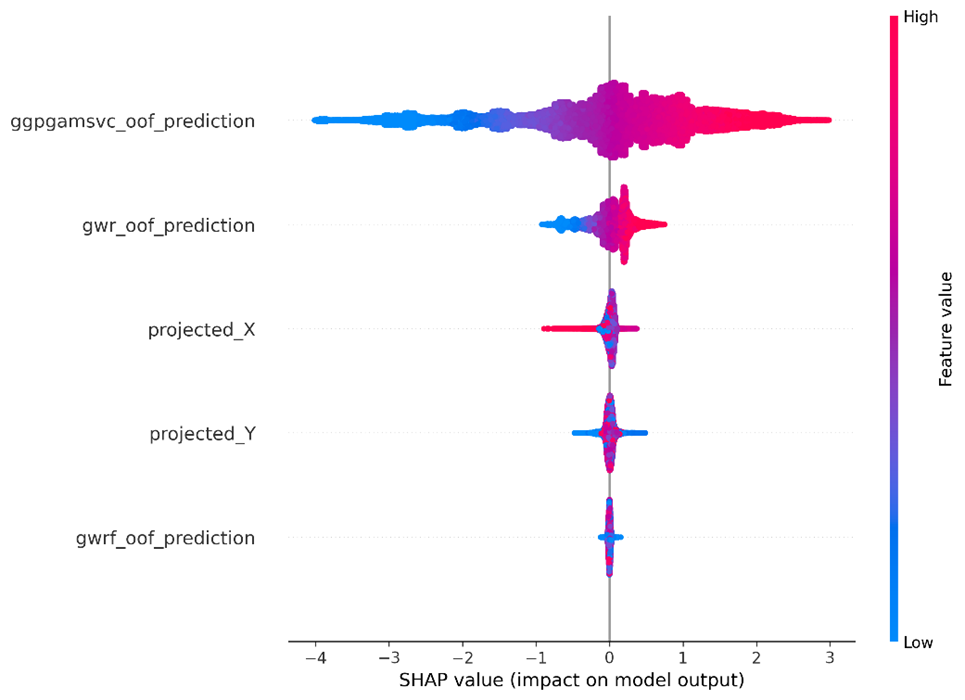 High
ggpgamsvc_oof_prediction
gwr_oof_prediction
projected_X
projected_Y
gwrf_oof_prediction
Feature value
Low
−4 −3 −2 −1 0 1 2 3
SHAP value (impact on model output)